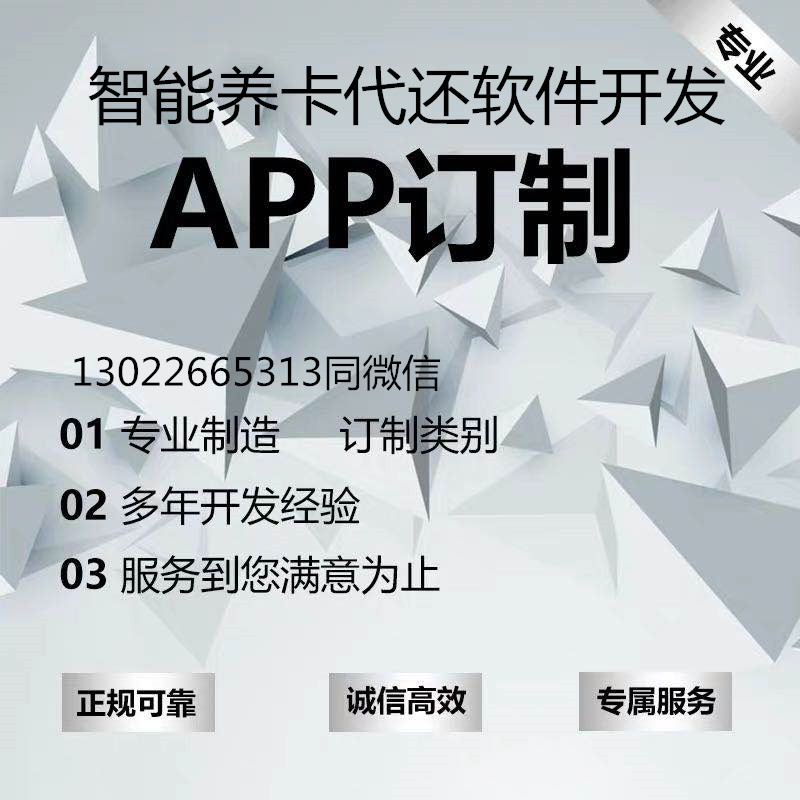 专业
智能养卡代还软件开发
APP订制
13022665313同微信
01 专业制造 订制类别
02 多年开发经验
03 服务到您满意为止
正规可靠 诚信高效 专属服务